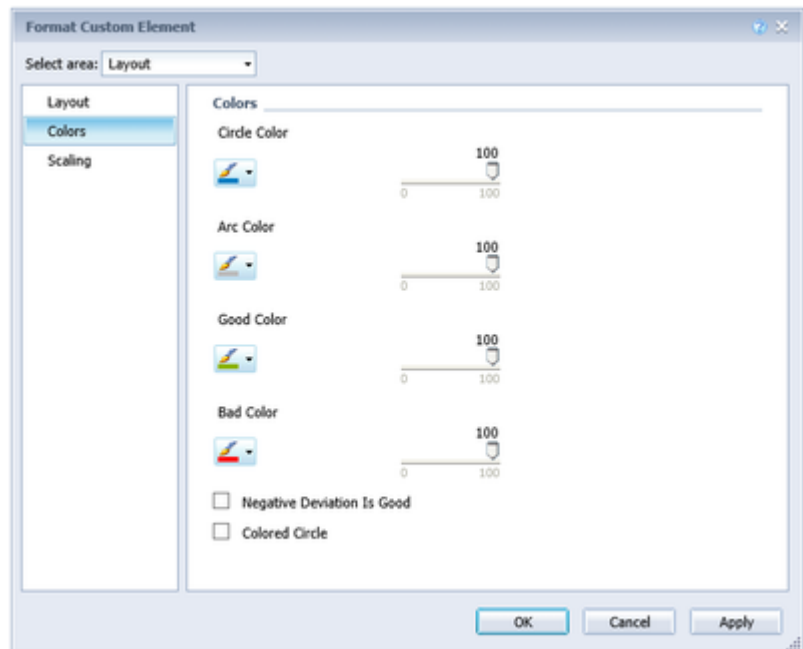 Format Custom Element
Select area: Layout
Layout
Colors
Scaling
Colors
Circle Color
100
0 100
Arc Color
100
0 100
Good Color
100
0 100
Bad Color
100
0 100
Negative Deviation Is Good
Colored Circle
OK Cancel Apply